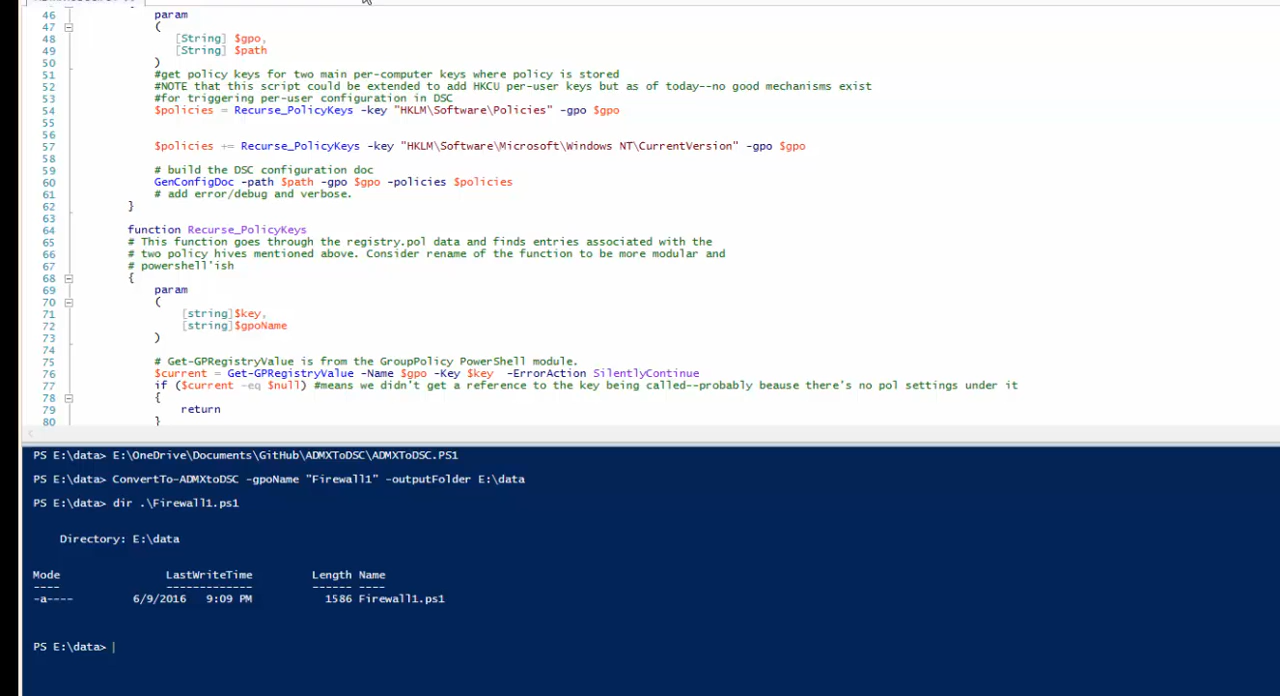 46 param
47 (
48 [String] $gpo,
49 [String] $path
50 )
51 #get policy keys for two main per-computer keys where policy is stored
52 #NOTE that this script could be extended to add HKCU per-user keys but as of today--no good mechanisms exist
53 #for triggering per-user configuration in DSC
54 $policies = Recurse_PolicyKeys -key "HKLM\Software\Policies" -gpo $gpo
55
56
57 $policies += Recurse_PolicyKeys -key "HKLM\Software\Microsoft\Windows NT\CurrentVersion" -gpo $gpo
58
59 # build the DSC configuration doc
60 GenConfigDoc -path $path -gpo $gpo -policies $policies
61 # add error/debug and verbose.
62 }
63
64 function Recurse_PolicyKeys
65 # This function goes through the registry.pol data and finds entries associated with the
66 # two policy hives mentioned above. Consider rename of the function to be more modular and
67 # powershell'ish
68 {
69 param
70 (
71 [string]$key,
72 [string]$gpoName
73 )
74
75 # Get-GPRegistryValue is from the GroupPolicy PowerShell module.
76 $current = Get-GPRegistryValue -Name $gpo -Key $key -ErrorAction SilentlyContinue
77 if ($current -eq $null) #means we didn't get a reference to the key being called--probably beause there's no pol settings under it
78 {
79 return
80 }
PS E:\data> E:\OneDrive\Documents\GitHub\ADMXToDSC\ADMXToDSC.PS1
PS E:\data> ConvertTo-ADMXtoDSC -gpoName "Firewall1" -outputFolder E:\data
PS E:\data> dir .\Firewall1.ps1
Directory: E:\data
Mode LastWriteTime Length Name
---- ------------- ------ ----
-a---- 6/9/2016 9:09 PM 1586 Firewall1.ps1
PS E:\data>